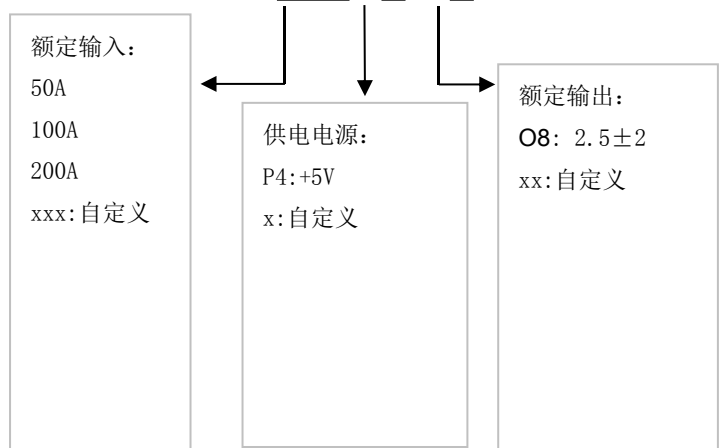 额定输入：
50A
100A
200A
xxx:自定义
供电电源：
P4:+5V
x:自定义
额定输出：
O8: 2.5±2
xx:自定义